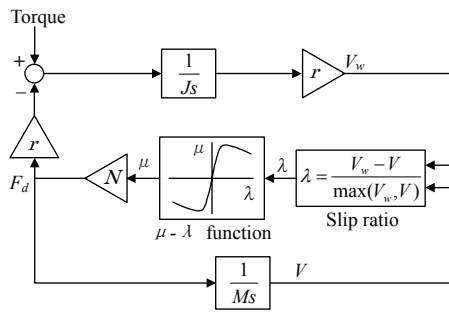 Torque
+
−
1
Js
r
V_w
r
F_d
N
μ
μ
λ
λ
λ = (V_w − V) / max(V_w, V)
Slip ratio
μ - λ function
1
Ms
V